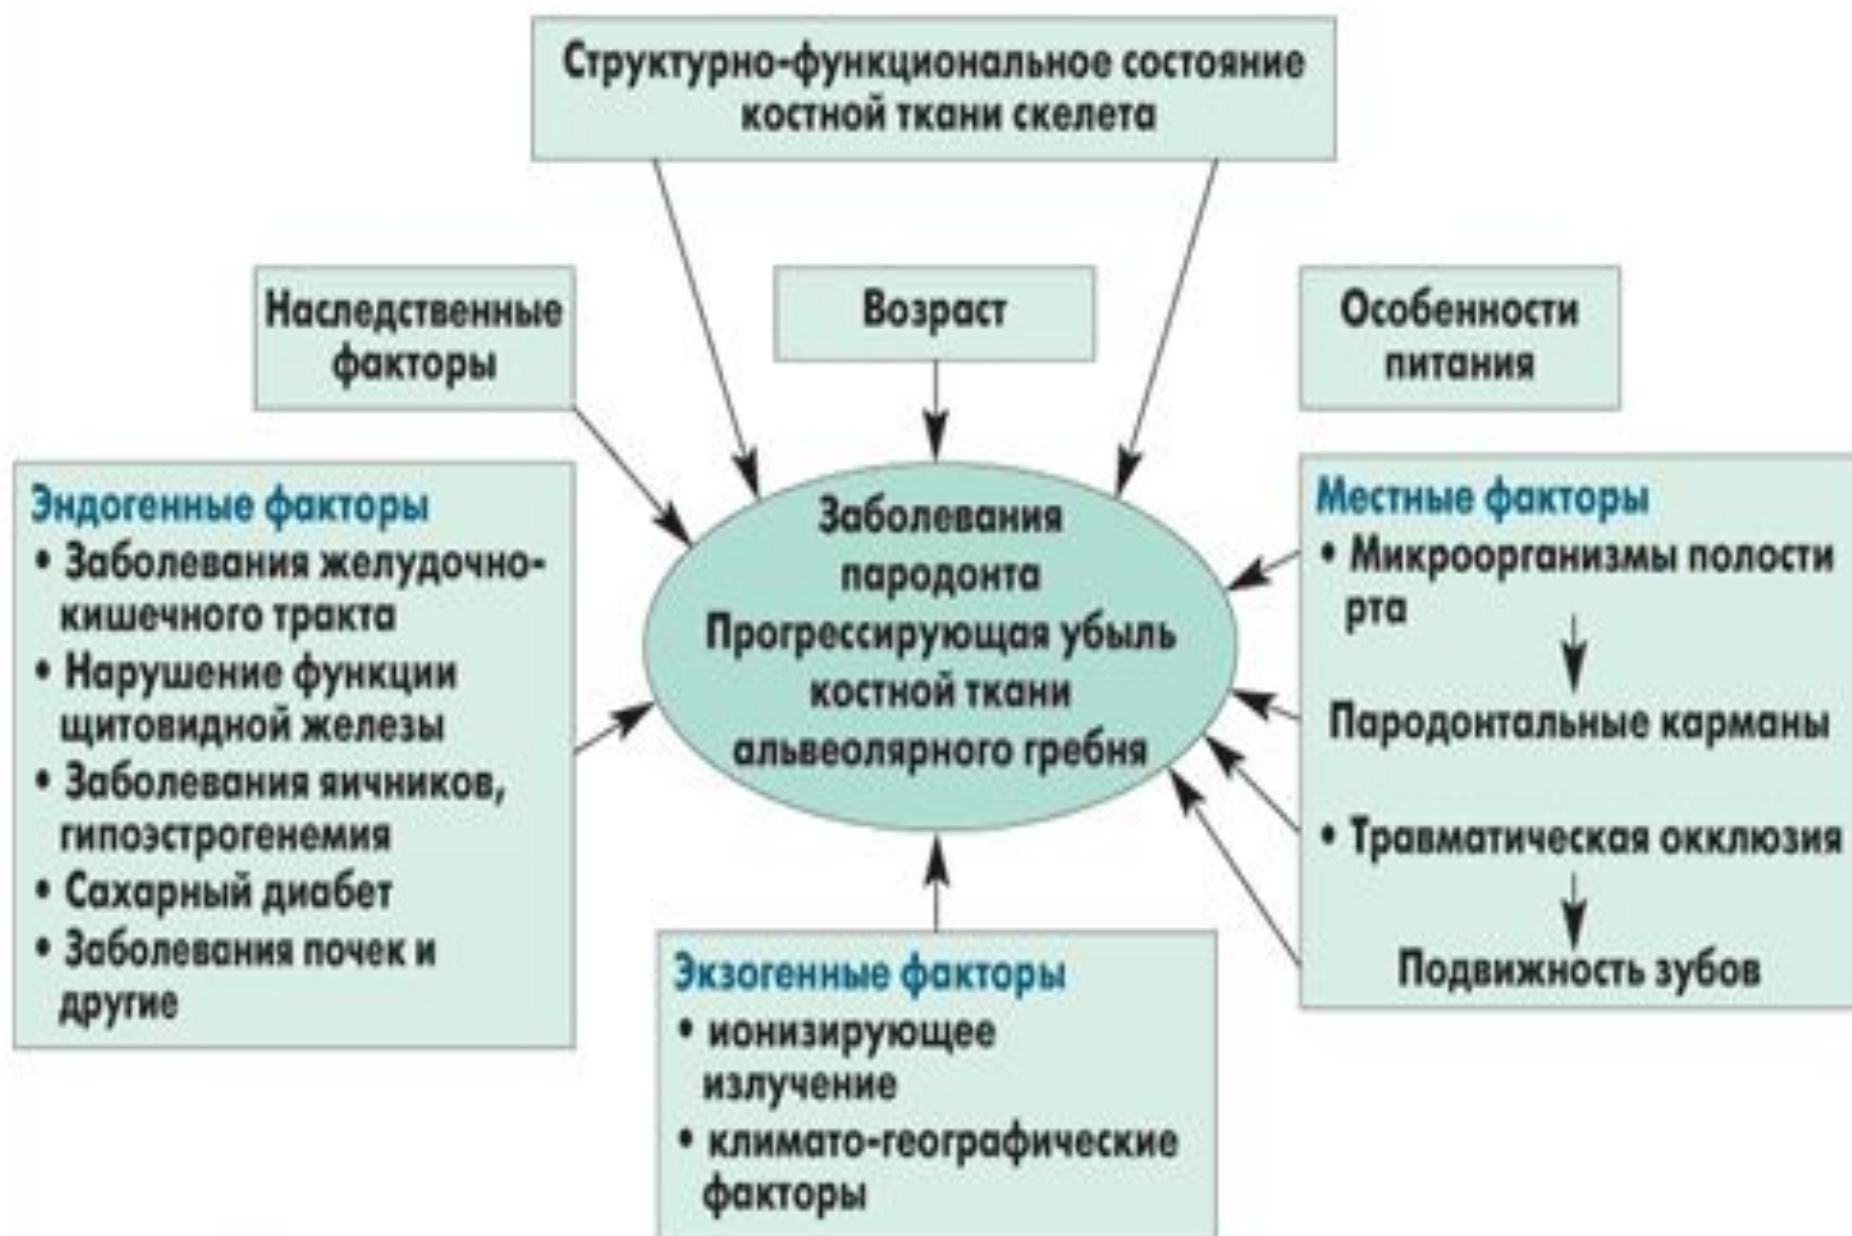 Структурно-функциональное состояние
костной ткани скелета
Наследственные
факторы
Возраст
Особенности
питания
Эндогенные факторы
• Заболевания желудочно-
кишечного тракта
• Нарушение функции
щитовидной железы
• Заболевания яичников,
гипоэстрогенемия
• Сахарный диабет
• Заболевания почек и
другие
Заболевания
пародонта
Прогрессирующая убыль
костной ткани
альвеолярного гребня
Местные факторы
• Микроорганизмы полости
рта
Пародонтальные карманы
• Травматическая окклюзия
Подвижность зубов
Экзогенные факторы
• ионизирующее
излучение
• климато-географические
факторы